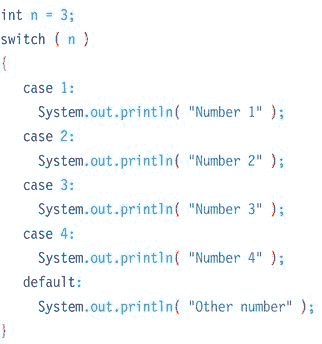 int n = 3;
switch ( n )
{
case 1:
System.out.println( "Number 1" );
case 2:
System.out.println( "Number 2" );
case 3:
System.out.println( "Number 3" );
case 4:
System.out.println( "Number 4" );
default:
System.out.println( "Other number" );
}